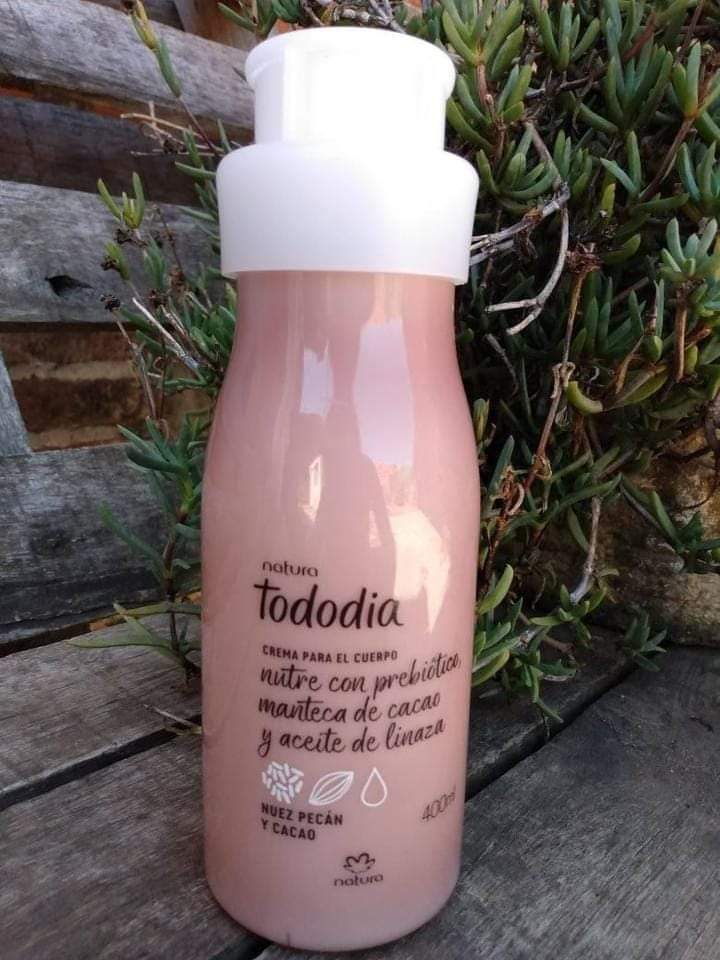 natura
tododia
CREMA PARA EL CUERPO
nutre con prebiótico,
manteca de cacao
y aceite de linaza
NUEZ PECÁN
Y CACAO
400ml
natura